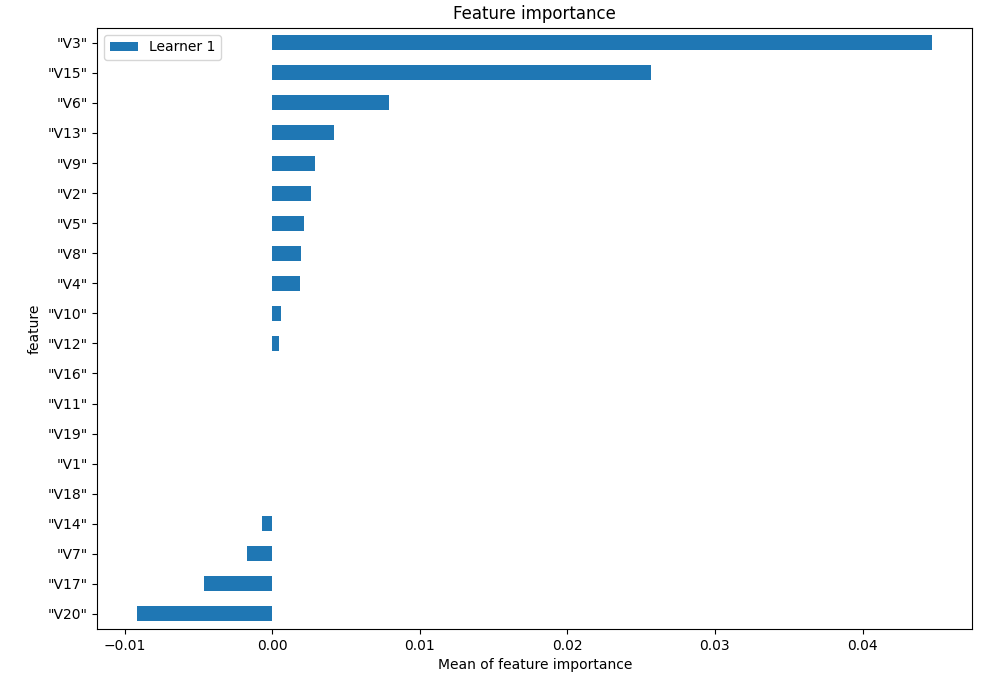 Feature importance
Learner 1
feature
"V3"
"V15"
"V6"
"V13"
"V9"
"V2"
"V5"
"V8"
"V4"
"V10"
"V12"
"V16"
"V11"
"V19"
"V1"
"V18"
"V14"
"V7"
"V17"
"V20"
−0.01 0.00 0.01 0.02 0.03 0.04
Mean of feature importance